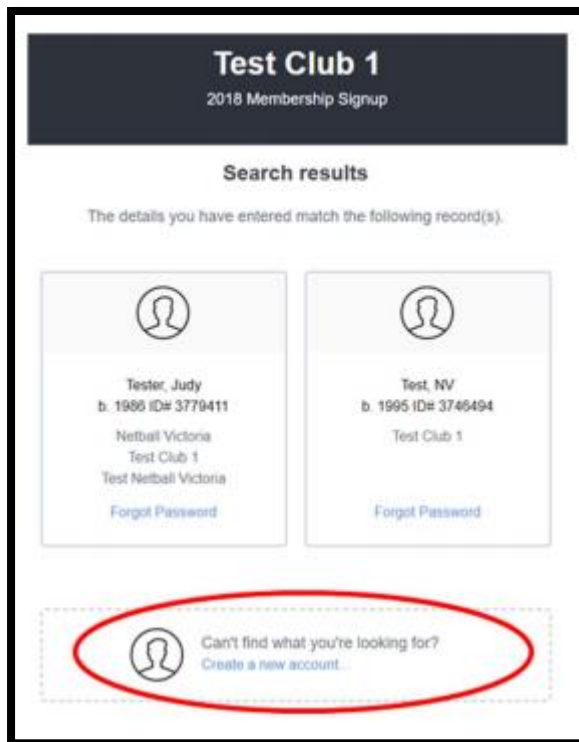 Test Club 1
2018 Membership Signup
Search results
The details you have entered match the following record(s).
Tester, Judy
b. 1986 ID# 3779411
Netball Victoria
Test Club 1
Test Netball Victoria
Forgot Password
Test, NV
b. 1995 ID# 3746494
Test Club 1
Forgot Password
Can't find what you're looking for?
Create a new account...